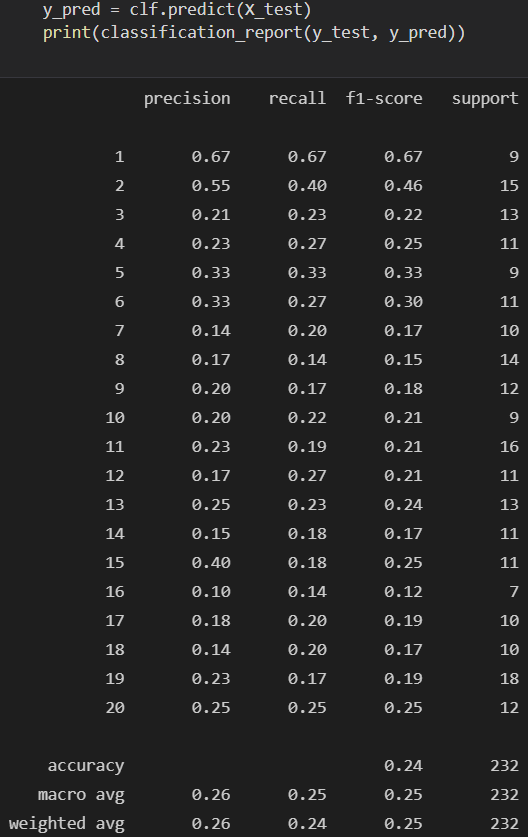 y_pred = clf.predict(X_test)
print(classification_report(y_test, y_pred))
precision recall f1-score support
1 0.67 0.67 0.67 9
2 0.55 0.40 0.46 15
3 0.21 0.23 0.22 13
4 0.23 0.27 0.25 11
5 0.33 0.33 0.33 9
6 0.33 0.27 0.30 11
7 0.14 0.20 0.17 10
8 0.17 0.14 0.15 14
9 0.20 0.17 0.18 12
10 0.20 0.22 0.21 9
11 0.23 0.19 0.21 16
12 0.17 0.27 0.21 11
13 0.25 0.23 0.24 13
14 0.15 0.18 0.17 11
15 0.40 0.18 0.25 11
16 0.10 0.14 0.12 7
17 0.18 0.20 0.19 10
18 0.14 0.20 0.17 10
19 0.23 0.17 0.19 18
20 0.25 0.25 0.25 12
accuracy 0.24 232
macro avg 0.26 0.25 0.25 232
weighted avg 0.26 0.24 0.25 232